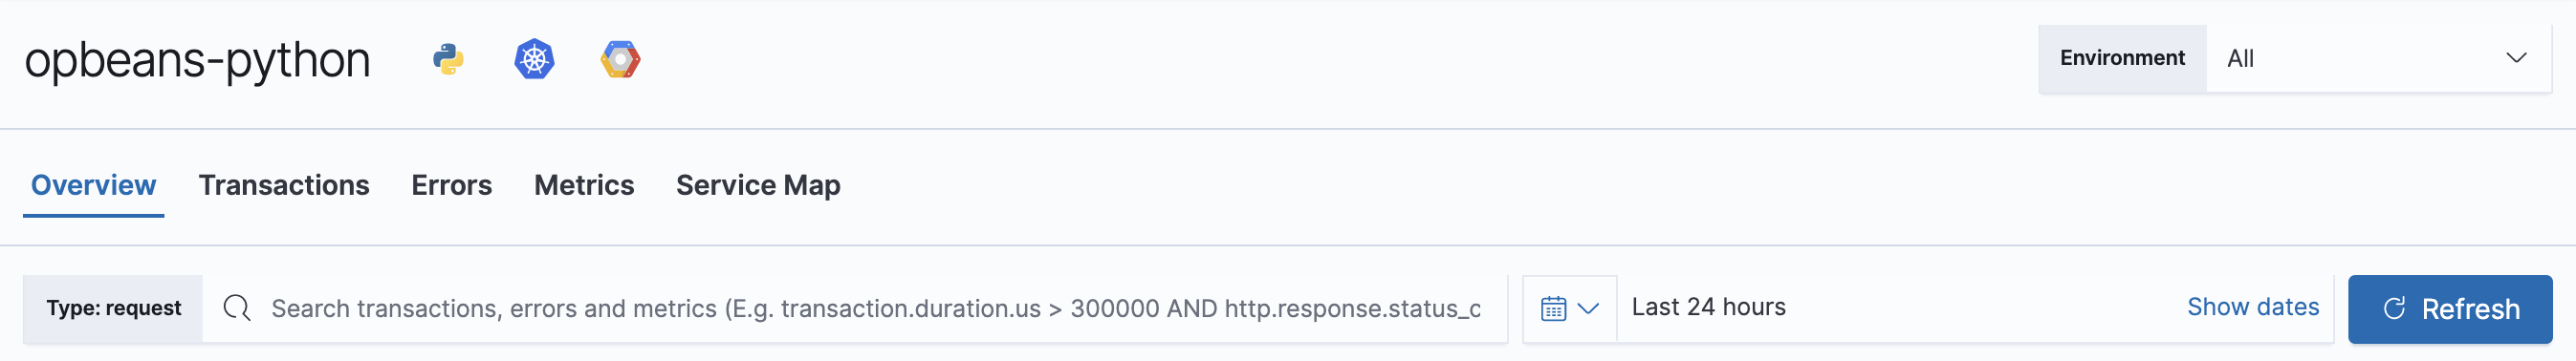 opbeans-python
Environment All
Overview Transactions Errors Metrics Service Map
Type: request Search transactions, errors and metrics (E.g. transaction.duration.us > 300000 AND http.response.status_c Last 24 hours Show dates Refresh